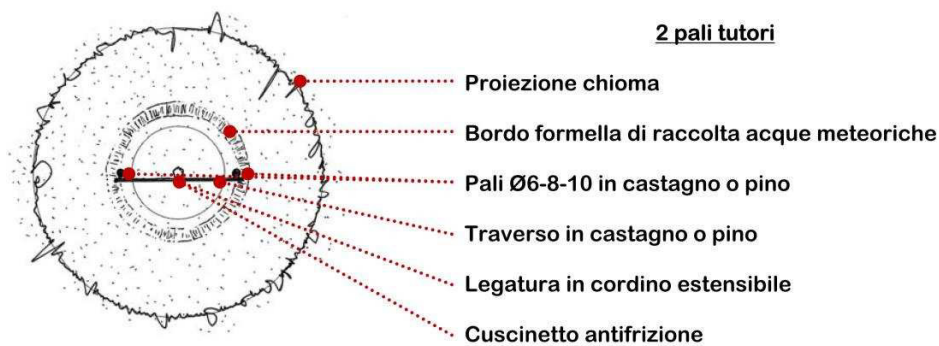 2 pali tutori
Proiezione chioma
Bordo formella di raccolta acque meteoriche
Pali Ø6-8-10 in castagno o pino
Traverso in castagno o pino
Legatura in cordino estensibile
Cuscinetto antifrizione